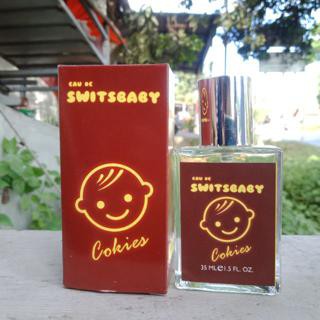 EAU DE
SWITSBABY
Cokies
EAU DE
SWITSBABY
Cokies
35 ML℮1.5 FL. OZ.